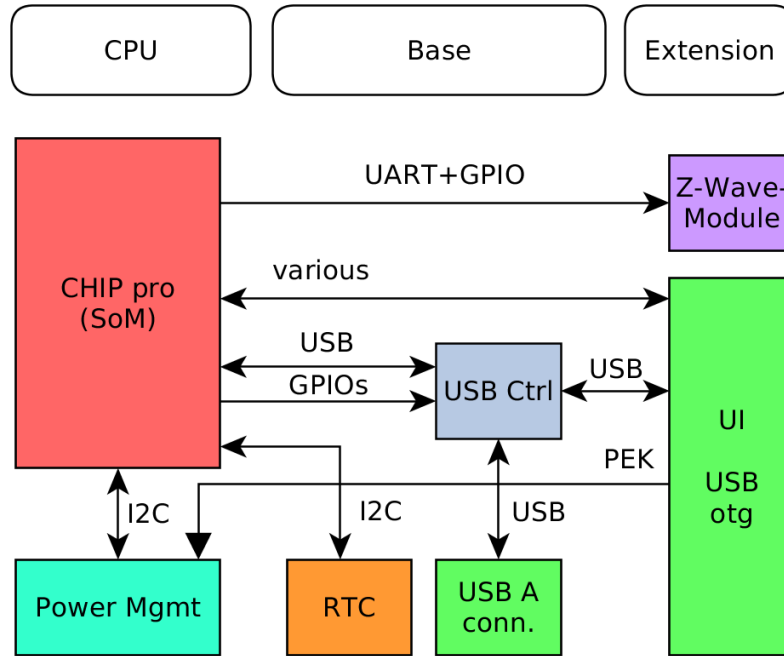 CPU
Base
Extension
UART+GPIO
Z-Wave-
Module
various
CHIP pro
(SoM)
USB
GPIOs
USB Ctrl
USB
UI
USB
otg
PEK
I2C
I2C
USB
Power Mgmt
RTC
USB A
conn.